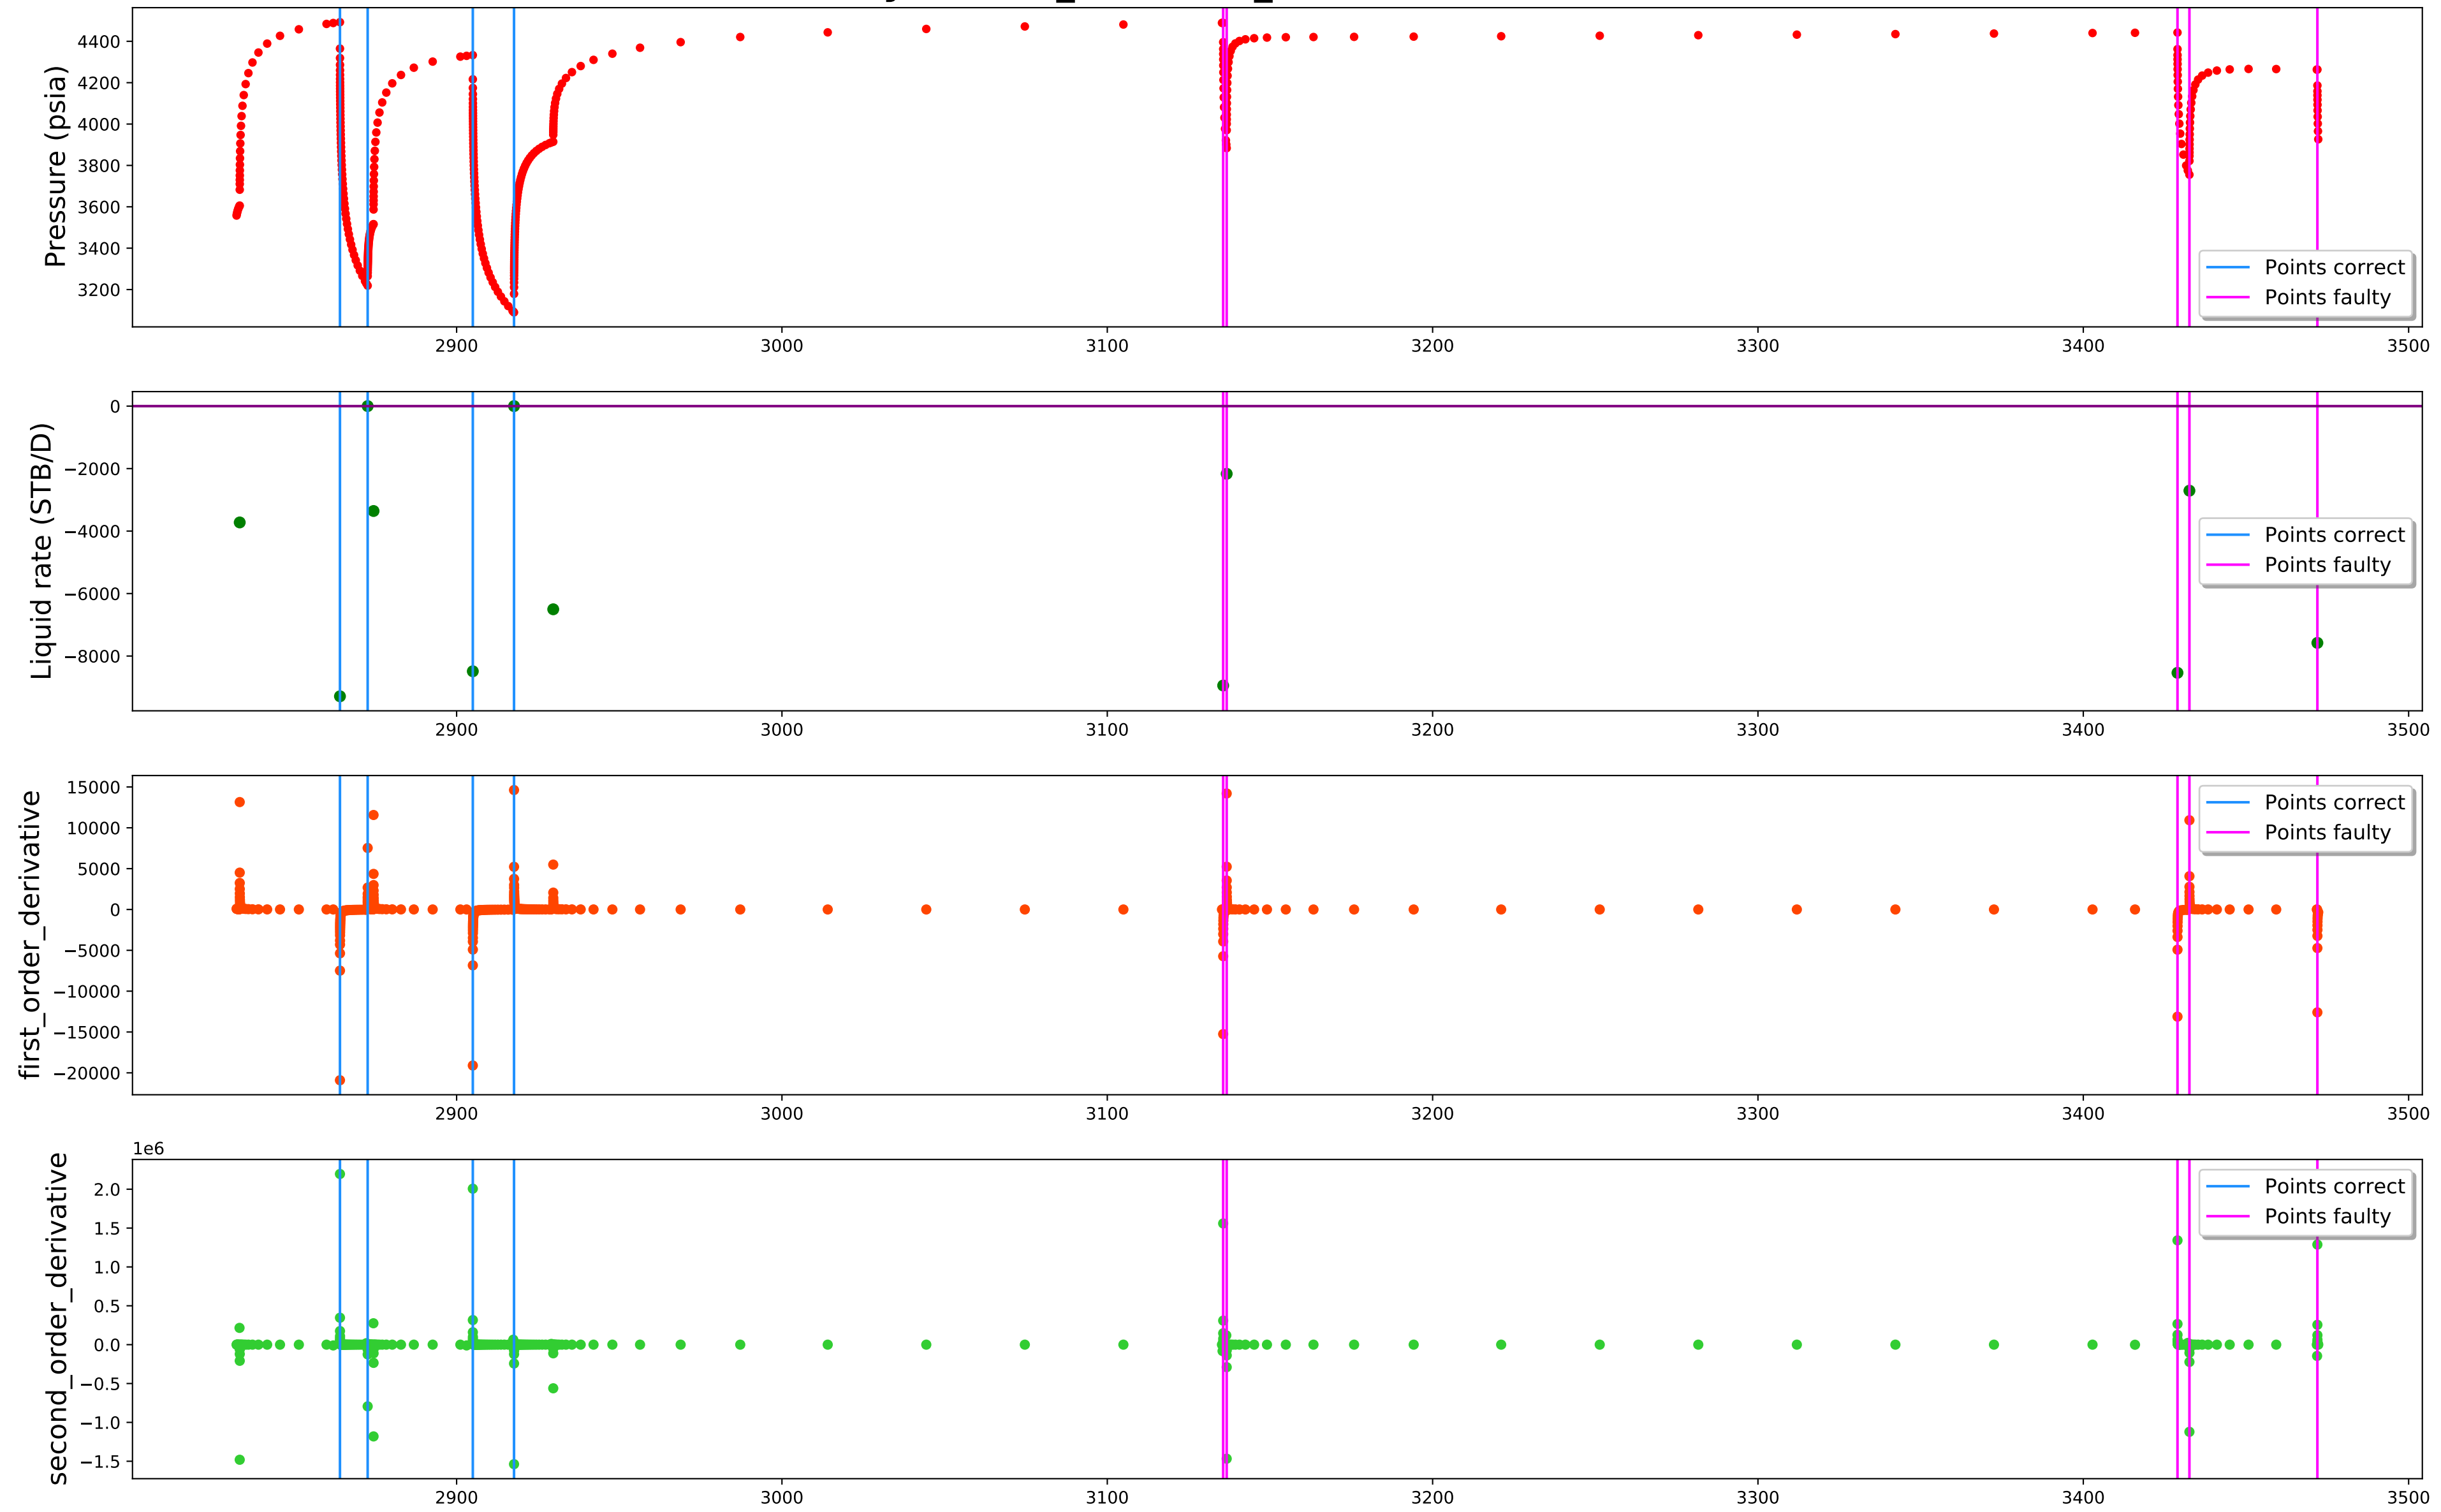 Pressure (psia)
4400
4200
4000
3800
3600
3400
3200
Points correct
Points faulty
2900 3000 3100 3200 3300 3400 3500
Liquid rate (STB/D)
0
−2000
−4000
−6000
−8000
Points correct
Points faulty
2900 3000 3100 3200 3300 3400 3500
first_order_derivative
15000
10000
5000
0
−5000
−10000
−15000
−20000
Points correct
Points faulty
2900 3000 3100 3200 3300 3400 3500
second_order_derivative
1e6
2.0
1.5
1.0
0.5
0.0
−0.5
−1.0
−1.5
Points correct
Points faulty
2900 3000 3100 3200 3300 3400 3500